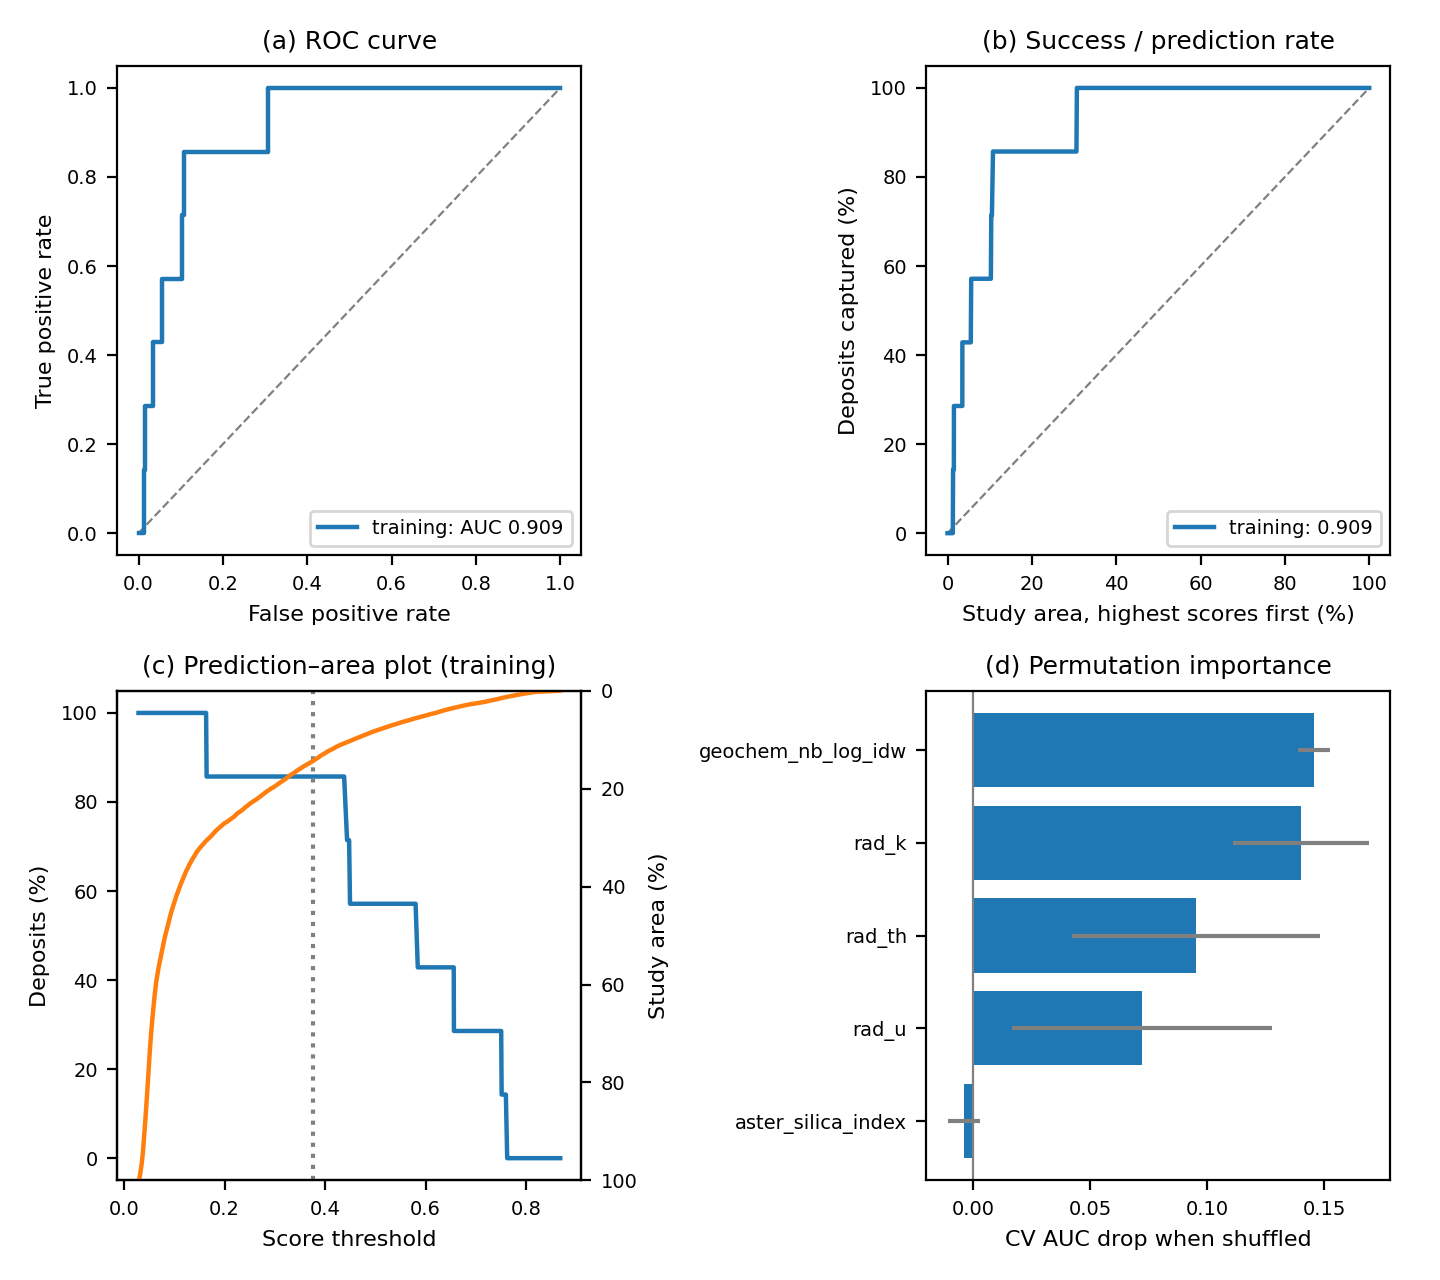 (a) ROC curve
True positive rate
1.0
0.8
0.6
0.4
0.2
0.0
training: AUC 0.909
0.0 0.2 0.4 0.6 0.8 1.0
False positive rate
(b) Success / prediction rate
Deposits captured (%)
100
80
60
40
20
0
training: 0.909
0 20 40 60 80 100
Study area, highest scores first (%)
(c) Prediction–area plot (training)
Deposits (%)
100
80
60
40
20
0
0
20
40
60
80
100
Study area (%)
0.0 0.2 0.4 0.6 0.8
Score threshold
(d) Permutation importance
geochem_nb_log_idw
rad_k
rad_th
rad_u
aster_silica_index
0.00 0.05 0.10 0.15
CV AUC drop when shuffled